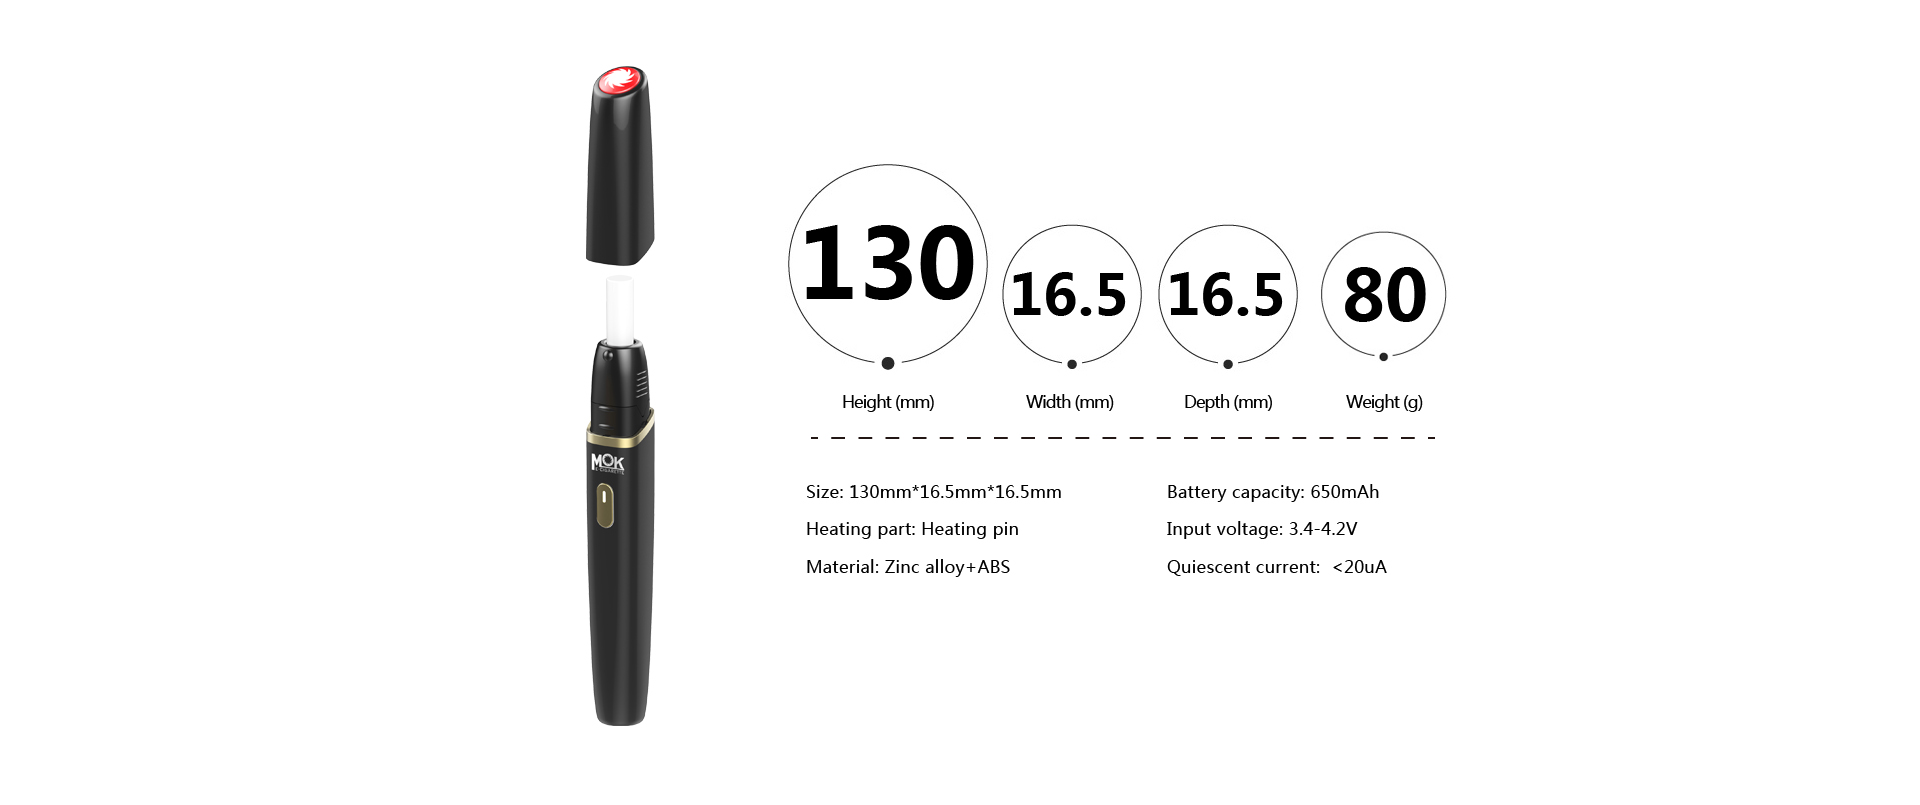 130
16.5
16.5
80
Height (mm)
Width (mm)
Depth (mm)
Weight (g)
MOK
E-CIGARETTE
Size: 130mm*16.5mm*16.5mm
Battery capacity: 650mAh
Heating part: Heating pin
Input voltage: 3.4-4.2V
Material: Zinc alloy+ABS
Quiescent current: <20uA